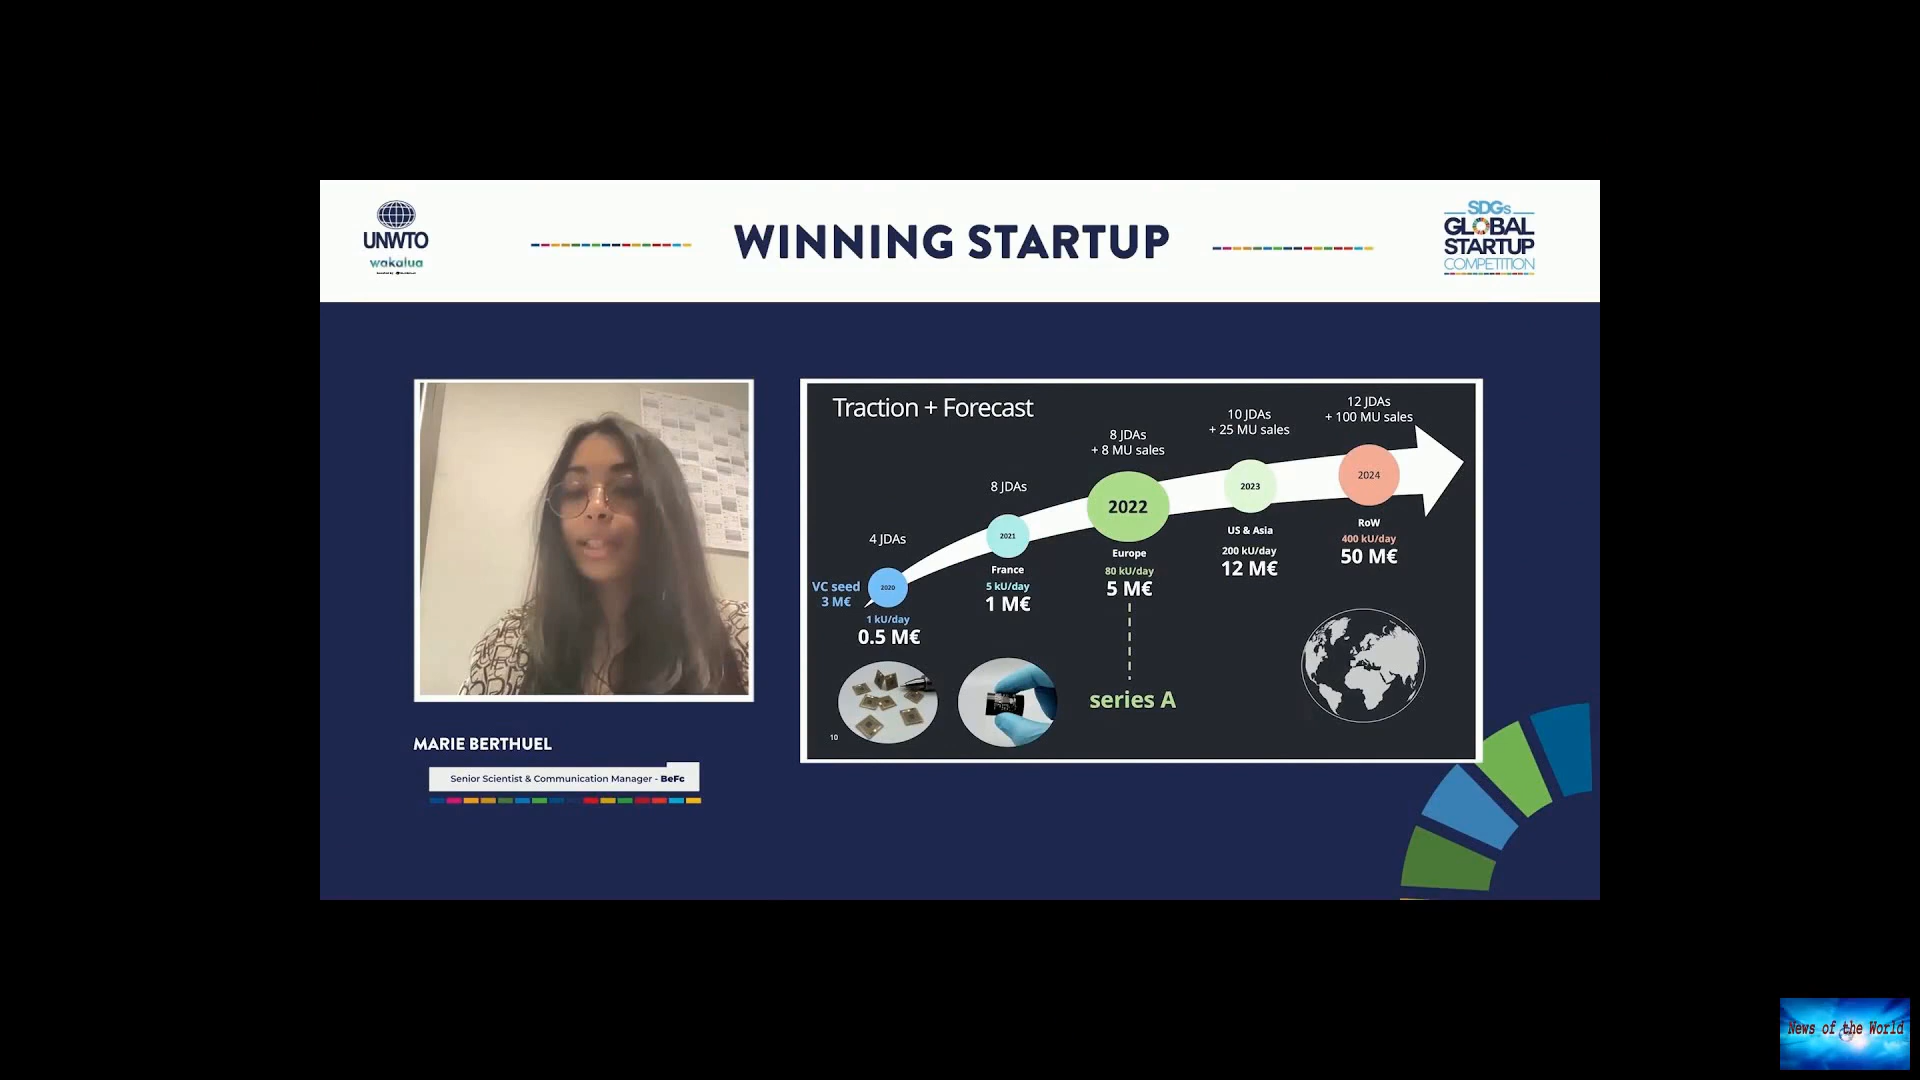 UNWTO
wakalua
WINNING STARTUP
SDGs
GLOBAL
STARTUP
COMPETITION
Traction + Forecast
12 JDAs
+ 100 MU sales
10 JDAs
+ 25 MU sales
8 JDAs
+ 8 MU sales
8 JDAs
4 JDAs
2020
2021
2022
2023
2024
VC seed
3 M€
1 kU/day
0.5 M€
France
5 kU/day
1 M€
Europe
80 kU/day
5 M€
US & Asia
200 kU/day
12 M€
RoW
400 kU/day
50 M€
series A
10
MARIE BERTHUEL
Senior Scientist & Communication Manager - BeFc
News of the World